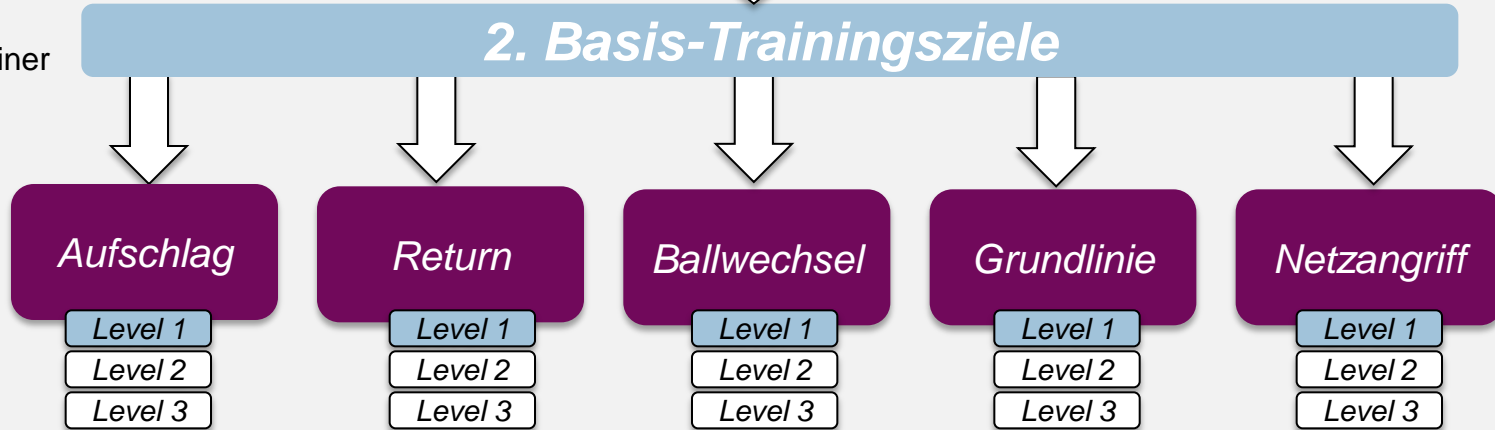 2. Basis-Trainingsziele
iner
Aufschlag
Return
Ballwechsel
Grundlinie
Netzangriff
Level 1
Level 1
Level 1
Level 1
Level 1
Level 2
Level 2
Level 2
Level 2
Level 2
Level 3
Level 3
Level 3
Level 3
Level 3